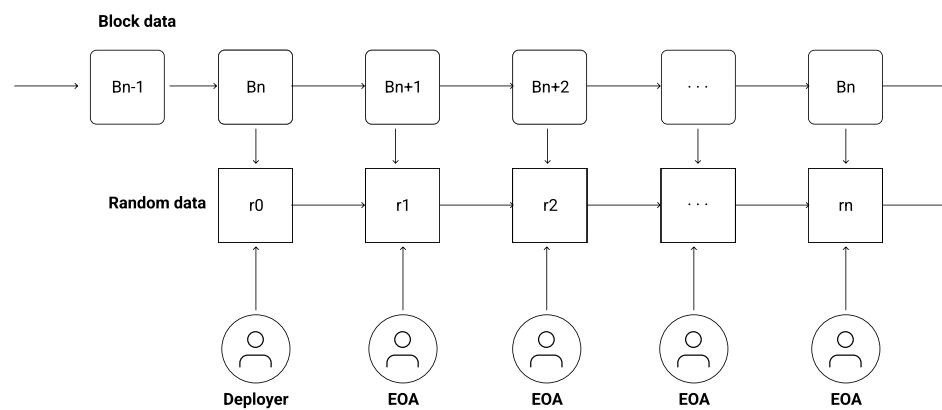 Block data
Bn-1
Bn
Bn+1
Bn+2
...
Bn
Random data
r0
r1
r2
...
rn
Deployer
EOA
EOA
EOA
EOA